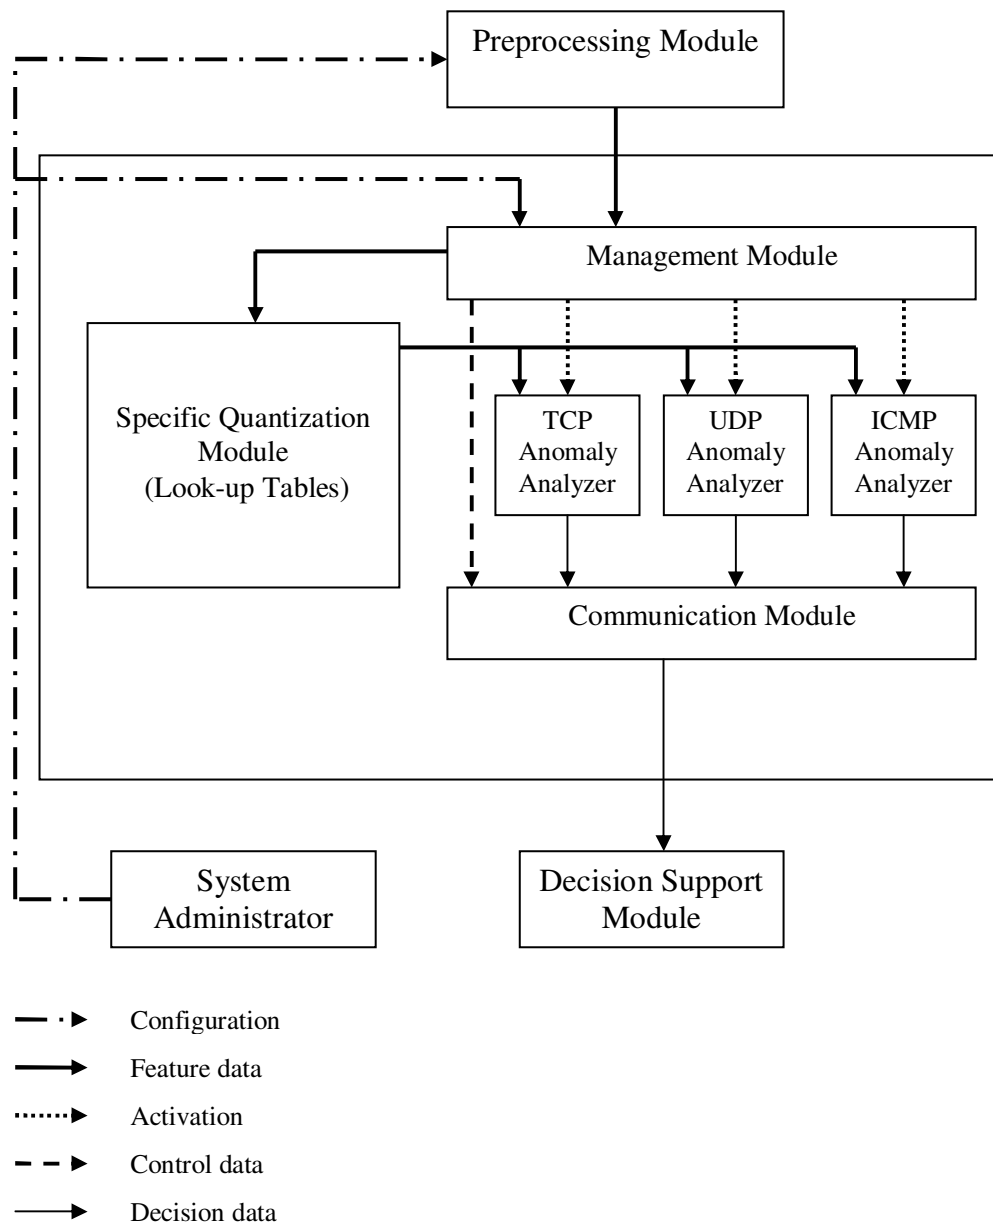 Preprocessing Module
Management Module
Specific Quantization
Module
(Look-up Tables)
TCP
Anomaly
Analyzer
UDP
Anomaly
Analyzer
ICMP
Anomaly
Analyzer
Communication Module
System
Administrator
Decision Support
Module
Configuration
Feature data
Activation
Control data
Decision data